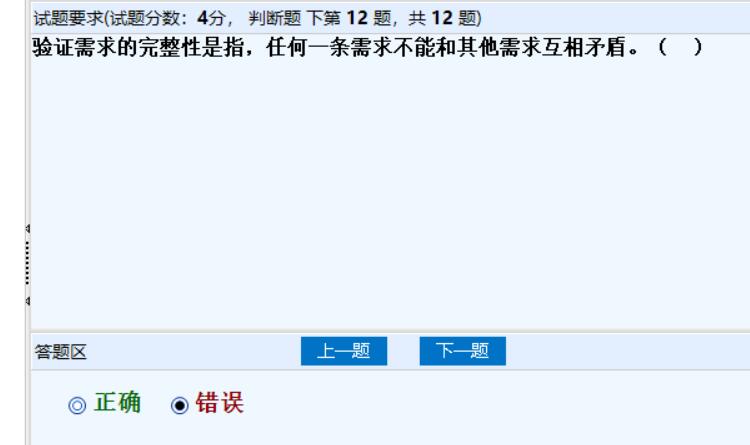 试题要求(试题分数：4分， 判断题 下第 12 题，共 12 题)
验证需求的完整性是指，任何一条需求不能和其他需求互相矛盾。（　）
答题区
上一题
下一题
正确
错误